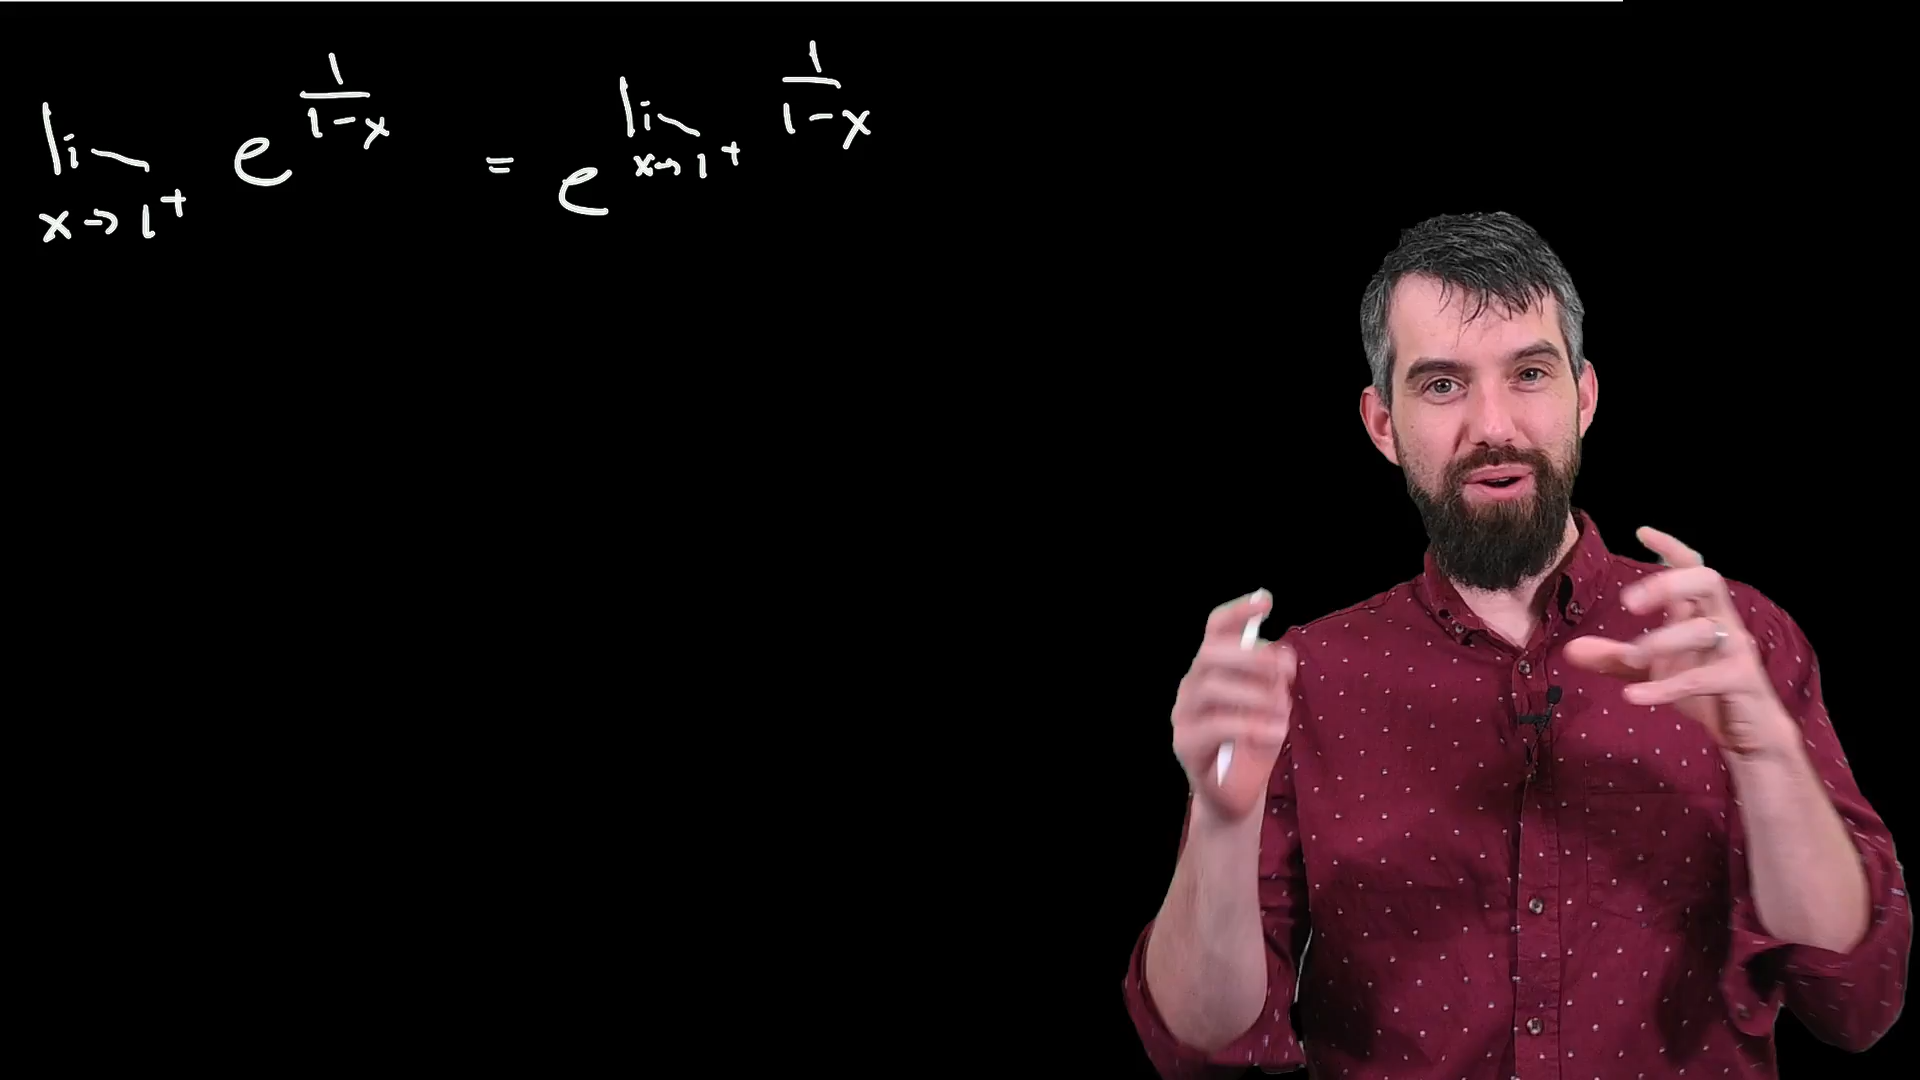 lim x→1⁺ e^(1/(1-x)) = e^(lim x→1⁺ 1/(1-x))